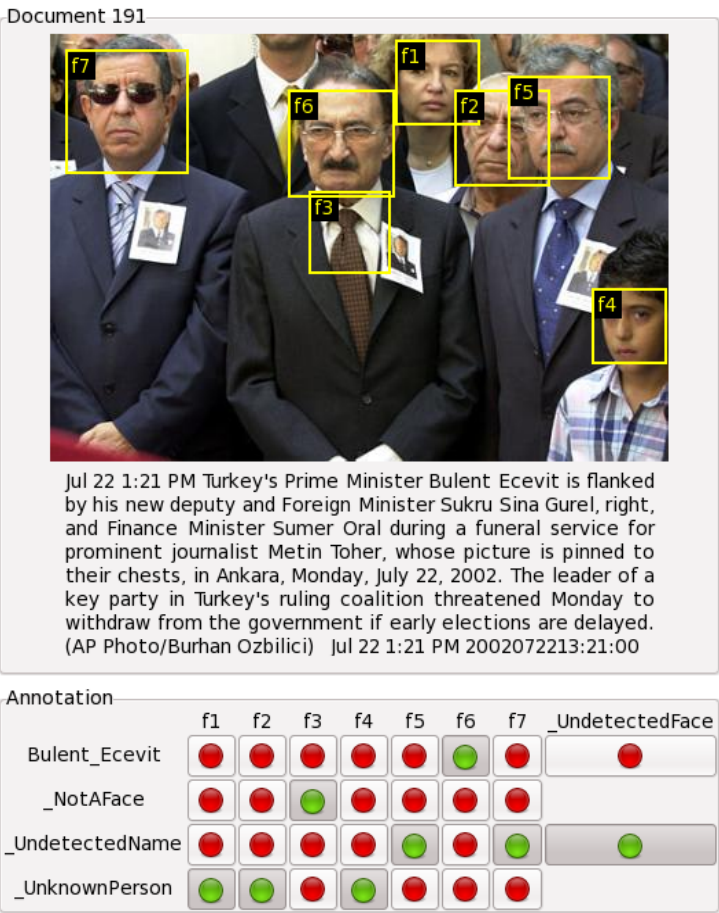 Document 191
f7
f1
f6
f2
f5
f3
f4
Jul 22 1:21 PM Turkey's Prime Minister Bulent Ecevit is flanked
by his new deputy and Foreign Minister Sukru Sina Gurel, right,
and Finance Minister Sumer Oral during a funeral service for
prominent journalist Metin Toher, whose picture is pinned to
their chests, in Ankara, Monday, July 22, 2002. The leader of a
key party in Turkey's ruling coalition threatened Monday to
withdraw from the government if early elections are delayed.
(AP Photo/Burhan Ozbilici) Jul 22 1:21 PM 2002072213:21:00
Annotation
f1 f2 f3 f4 f5 f6 f7 _UndetectedFace
Bulent_Ecevit
_NotAFace
_UndetectedName
_UnknownPerson